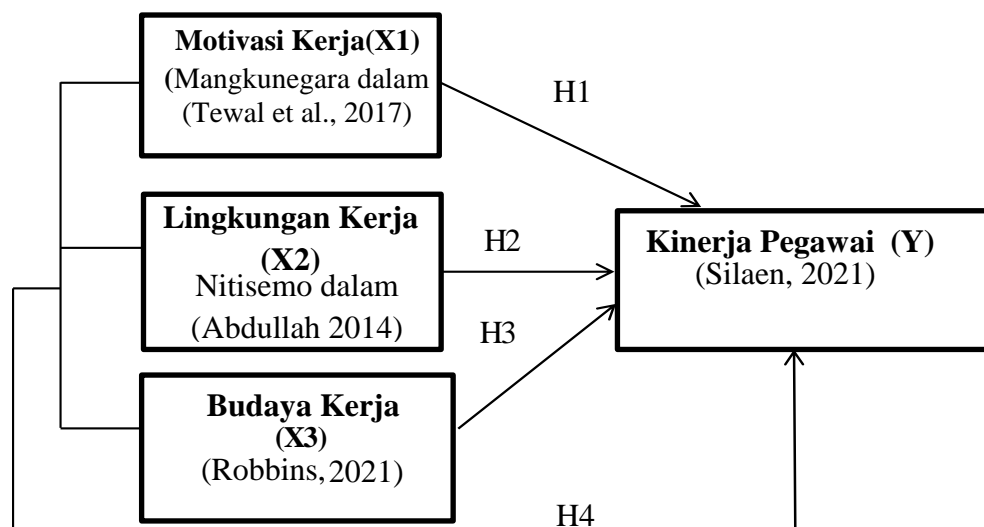 Motivasi Kerja(X1)
(Mangkunegara dalam
(Tewal et al., 2017)
H1
Lingkungan Kerja
(X2)
Nitisemo dalam
(Abdullah 2014)
H2
Kinerja Pegawai (Y)
(Silaen, 2021)
H3
Budaya Kerja
(X3)
(Robbins, 2021)
H4